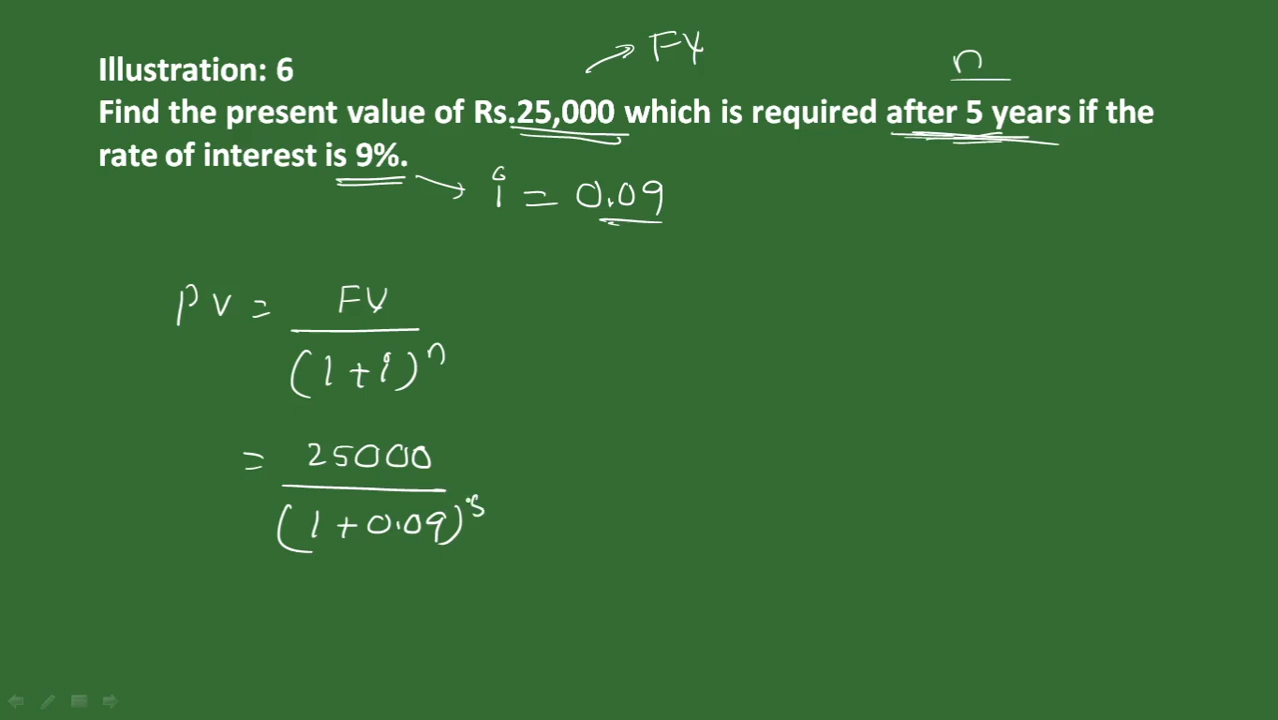 FV
n
Illustration: 6
Find the present value of Rs.25,000 which is required after 5 years if the
rate of interest is 9%.
i = 0.09
PV = FV
(1+i)^n
= 25000
(1+0.09)^5